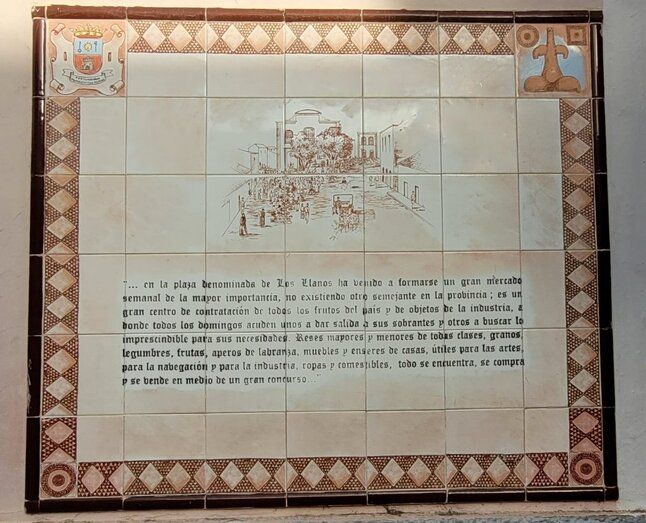 "... en la plaza denominada de Los Llanos ha venido a formarse un gran mercado
semanal de la mayor importancia, no existiendo otro semejante en la provincia ; es un
gran centro de contratación de todos los frutos del país y de objetos de la industria, a
donde todos los domingos acuden unos a dar salida a sus sobrantes y otros a buscar lo
imprescindible para sus necesidades. Reses mayores y menores de todas clases, granos,
legumbres, frutas, aperos de labranza, muebles y enseres de casas, útiles para las artes,
para la navegación y para la industria, ropas y comestibles, todo se encuentra, se compra
y se vende en medio de un gran concurso..."